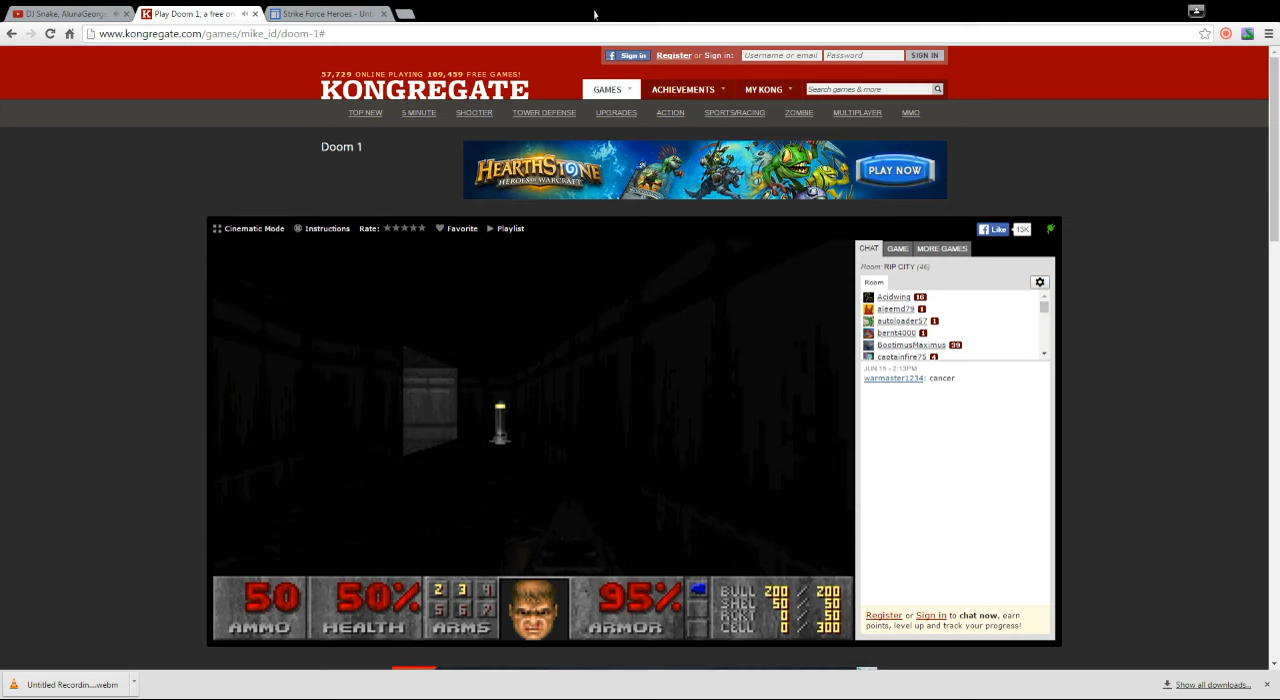 DJ Snake, AlunaGeorge
Play Doom 1, a free on
Strike Force Heroes - Unb
www.kongregate.com/games/mike_id/doom-1#
Sign in Register or Sign in: Username or email Password SIGN IN
57,729 ONLINE PLAYING 109,459 FREE GAMES!
KONGREGATE
GAMES ACHIEVEMENTS MY KONG Search games & more
TOP NEW 5 MINUTE SHOOTER TOWER DEFENSE UPGRADES ACTION SPORTS/RACING ZOMBIE MULTIPLAYER MMO
Doom 1
HEARTHSTONE
HEROES OF WARCRAFT
PLAY NOW
Cinematic Mode Instructions Rate: Favorite Playlist
Like 13K
CHAT GAME MORE GAMES
Room: RIP CITY (46)
Room
Acidwing 16
aleemd79 1
autoloader57 1
bernt4000 1
BootimusMaximus 39
captainfire75 4
JUN 15 - 2:13PM
warmaster1234: cancer
50 50% 2 3 4 95% BULL 200 / 200
5 6 7 SHEL 50 / 50
RCKT 0 / 50
AMMO HEALTH ARMS ARMOR CELL 0 / 300
Register or Sign in to chat now, earn
points, level up and track your progress!
Untitled Recordin....webm
Show all downloads...